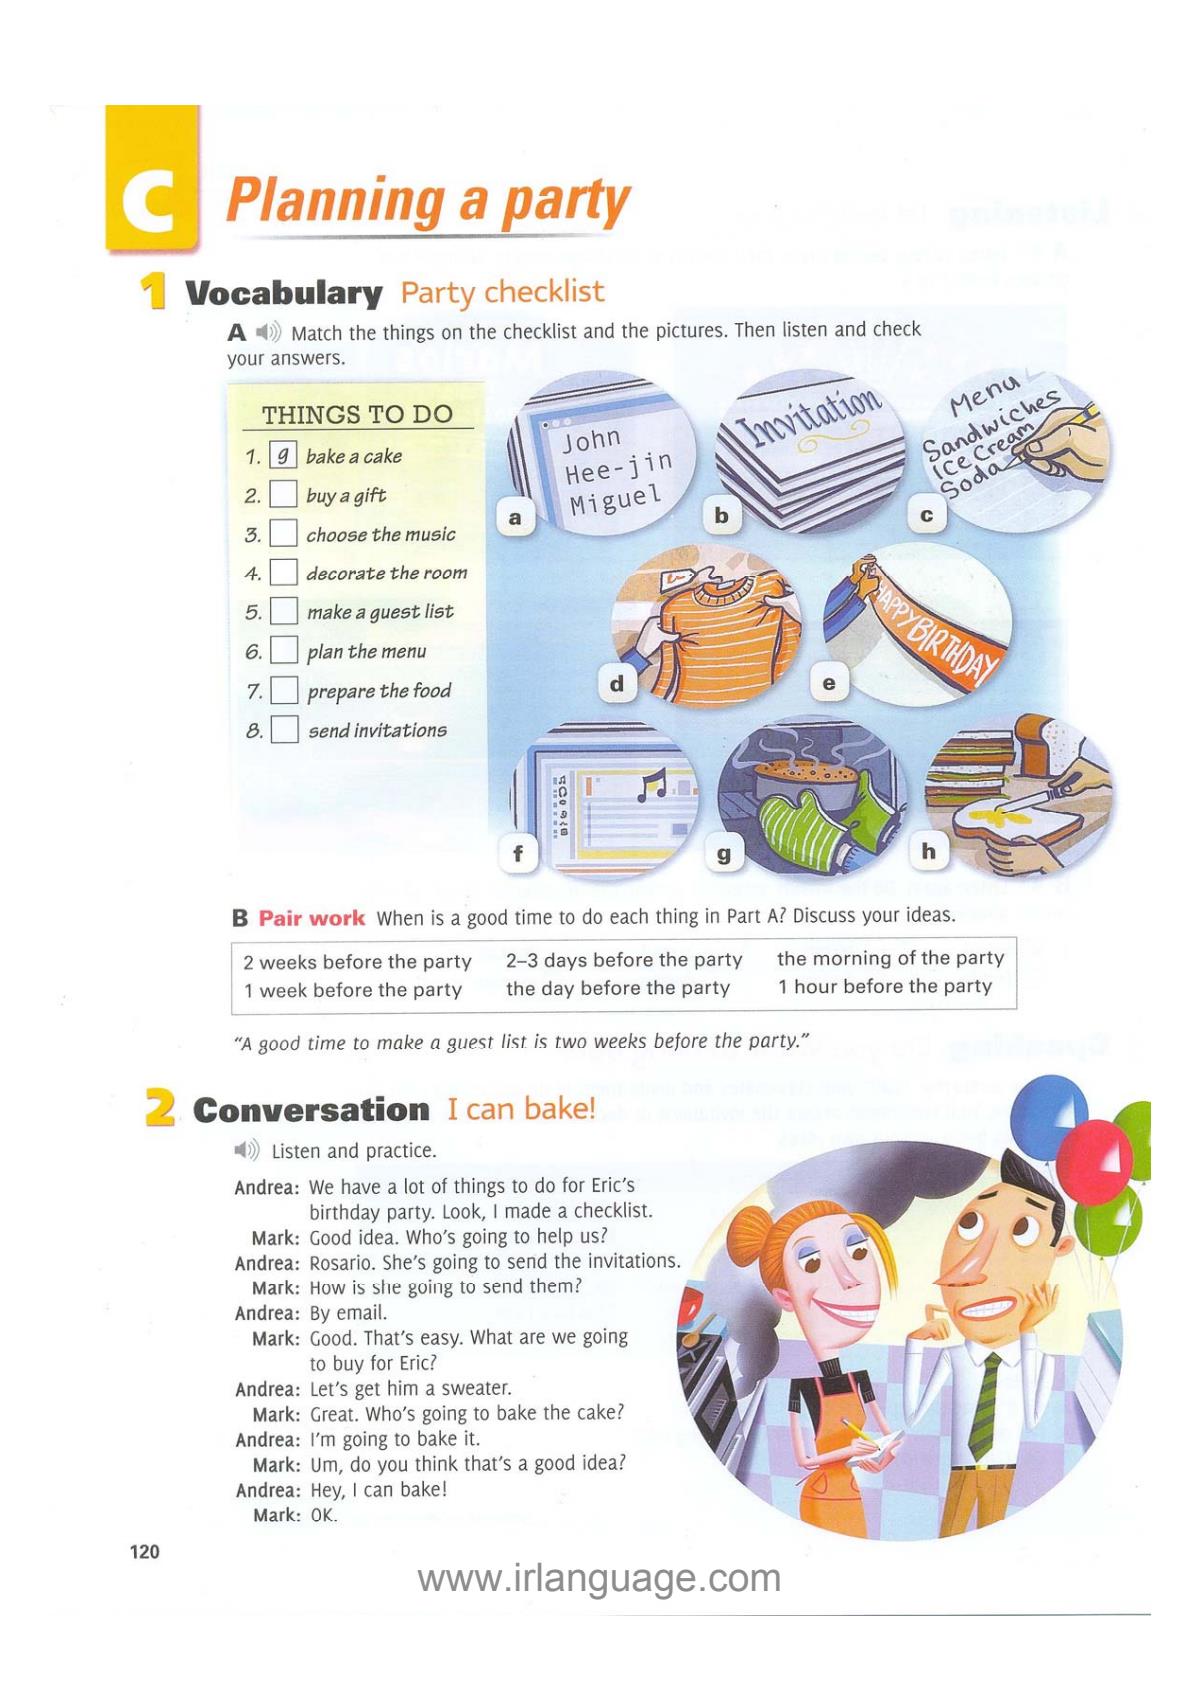 C
Planning a party
1 Vocabulary Party checklist
A Match the things on the checklist and the pictures. Then listen and check
your answers.
THINGS TO DO
1. g bake a cake
2. buy a gift
3. choose the music
4. decorate the room
5. make a guest list
6. plan the menu
7. prepare the food
8. send invitations
John
Hee-jin
Miguel
a
Invitation
b
Menu
Sandwiches
Ice Cream
Soda
c
d
HAPPY BIRTHDAY
e
f
g
h
B Pair work When is a good time to do each thing in Part A? Discuss your ideas.
2 weeks before the party 2–3 days before the party the morning of the party
1 week before the party the day before the party 1 hour before the party
“A good time to make a guest list is two weeks before the party.”
2 Conversation I can bake!
Listen and practice.
Andrea: We have a lot of things to do for Eric's
birthday party. Look, I made a checklist.
Mark: Good idea. Who's going to help us?
Andrea: Rosario. She's going to send the invitations.
Mark: How is she going to send them?
Andrea: By email.
Mark: Good. That's easy. What are we going
to buy for Eric?
Andrea: Let's get him a sweater.
Mark: Great. Who's going to bake the cake?
Andrea: I'm going to bake it.
Mark: Um, do you think that's a good idea?
Andrea: Hey, I can bake!
Mark: OK.
120
www.irlanguage.com